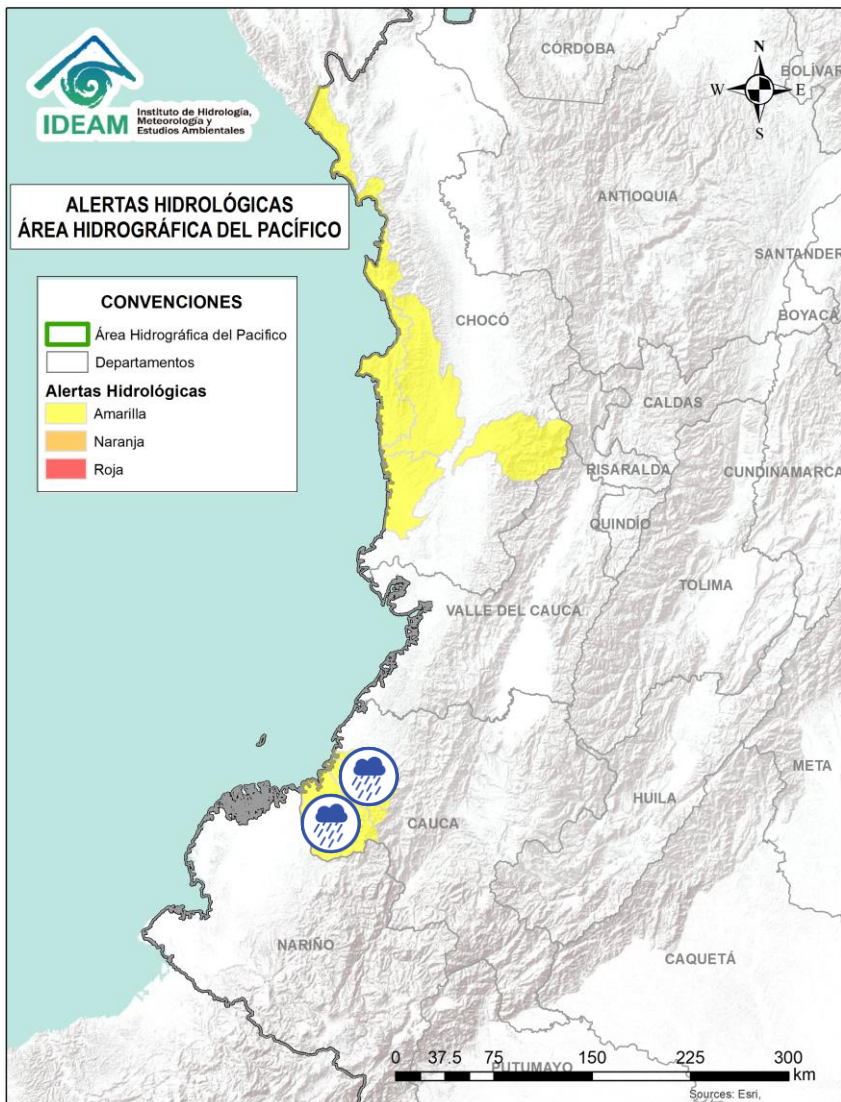 IDEAM
Instituto de Hidrología,
Meteorología y
Estudios Ambientales
ALERTAS HIDROLÓGICAS
ÁREA HIDROGRÁFICA DEL PACÍFICO
CONVENCIONES
Área Hidrográfica del Pacifico
Departamentos
Alertas Hidrológicas
Amarilla
Naranja
Roja
N
W
E
S
CÓRDOBA
BOLÍVAR
ANTIOQUIA
SANTANDER
BOYACÁ
CHOCÓ
CALDAS
RISARALDA
CUNDINAMARCA
QUINDÍO
TOLIMA
VALLE DEL CAUCA
META
HUILA
CAUCA
NARIÑO
CAQUETÁ
PUTUMAYO
0 37.5 75 150 225 300
km
Sources: Esri,